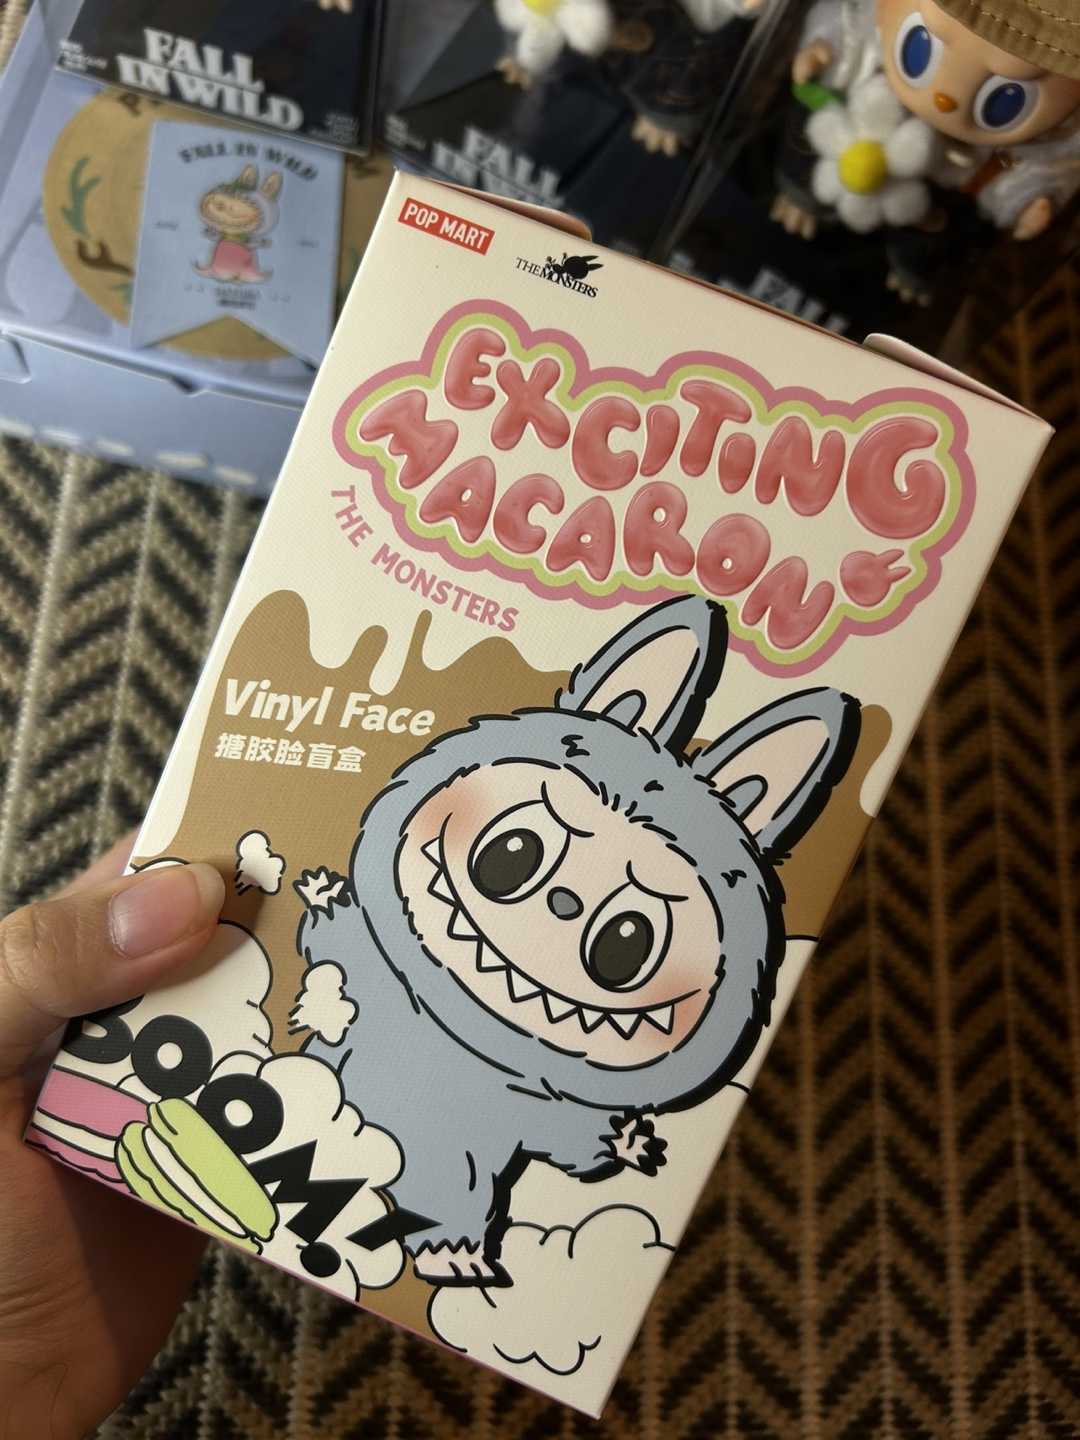 FALL
IN WILD
FALL
IN WILD
FALL IN WILD
FALL
POP MART
THE MONSTERS
EXCITING
MACARON
THE MONSTERS
Vinyl Face
搪胶脸盲盒
BOOM!